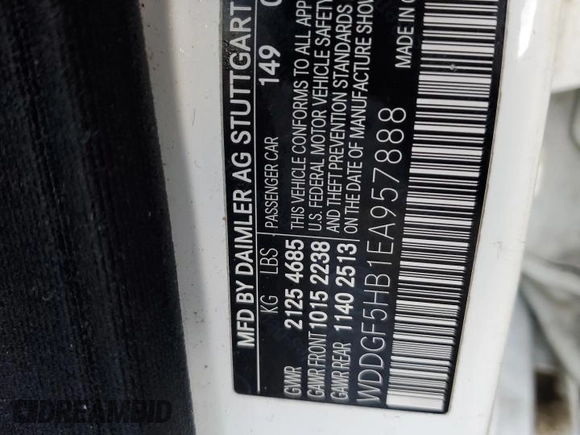 MFD BY DAIMLER AG STUTTGART
149
KG LBS PASSENGER CAR
GVWR 2125 4685 THIS VEHICLE CONFORMS TO ALL APP
GAWR FRONT 1015 2238 U.S. FEDERAL MOTOR VEHICLE SAFETY
GAWR REAR 1140 2513 AND THEFT PREVENTION STANDARDS
ON THE DATE OF MANUFACTURE SHOW
WDDGF5HB1EA957888
MADE IN
DREAMBID